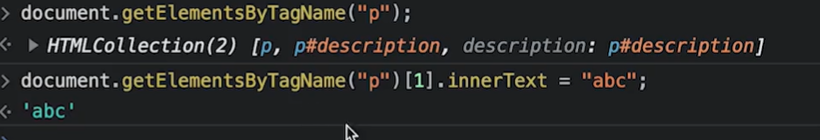 > document.getElementsByTagName("p");
<· ▶ HTMLCollection(2) [p, p#description, description: p#description]
> document.getElementsByTagName("p")[1].innerText = "abc";
<· 'abc'